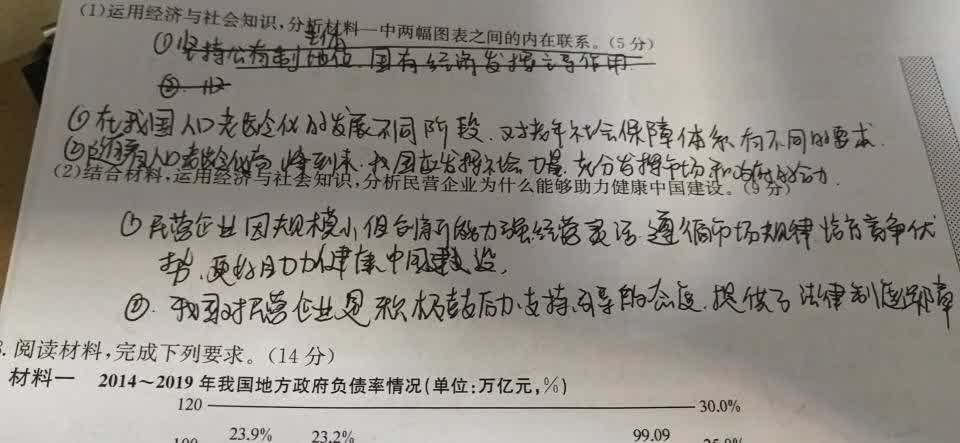 (1)运用经济与社会知识,分析材料一中两幅图表之间的内在联系。(5分)
主体
①坚持公有制地位.国有经济发挥主导作用
②.
①在我国人口老龄化的发展不同阶段.对老年社会保障体系有不同的要求.
②随着人口老龄化的将到来.我国应发挥社会力量.充分发挥市场和政府的合力.
(2)结合材料,运用经济与社会知识,分析民营企业为什么能够助力健康中国建设。(9分)
①民营企业因规模小但创新能力强经营灵活.遵循市场规律恰有竞争优
势、更好助力健康中国建设.
②.我国对民营企业是积极鼓励.支持.引导的态度.提供了法律制度保障
3.阅读材料,完成下列要求。(14分)
材料一 2014~2019年我国地方政府负债率情况(单位:万亿元,%)
120 30.0%
100 23.9% 23.2% 99.09